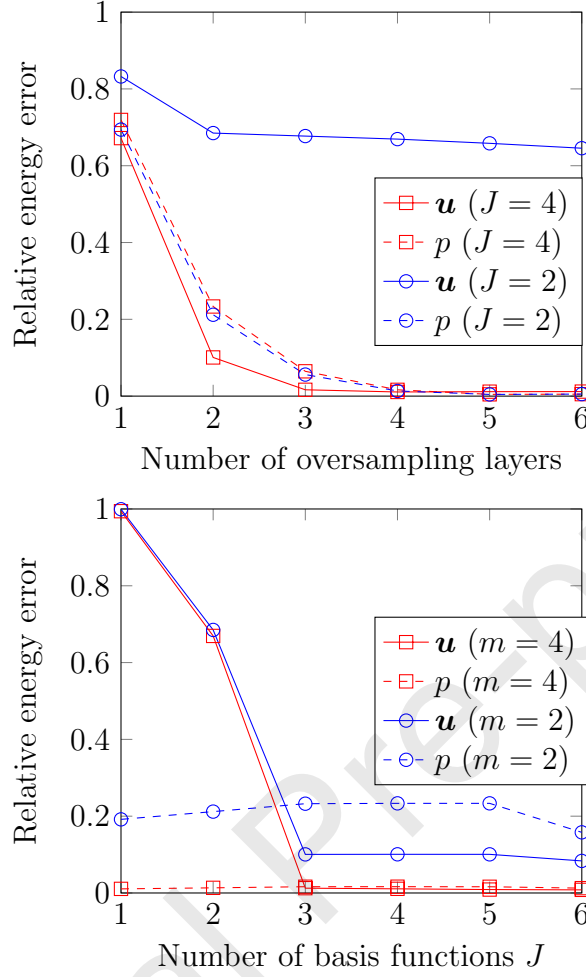 1
0.8
0.6
0.4
0.2
0
Relative energy error
u (J = 4)
p (J = 4)
u (J = 2)
p (J = 2)
1 2 3 4 5 6
Number of oversampling layers
1
0.8
0.6
0.4
0.2
0
Relative energy error
u (m = 4)
p (m = 4)
u (m = 2)
p (m = 2)
1 2 3 4 5 6
Number of basis functions J